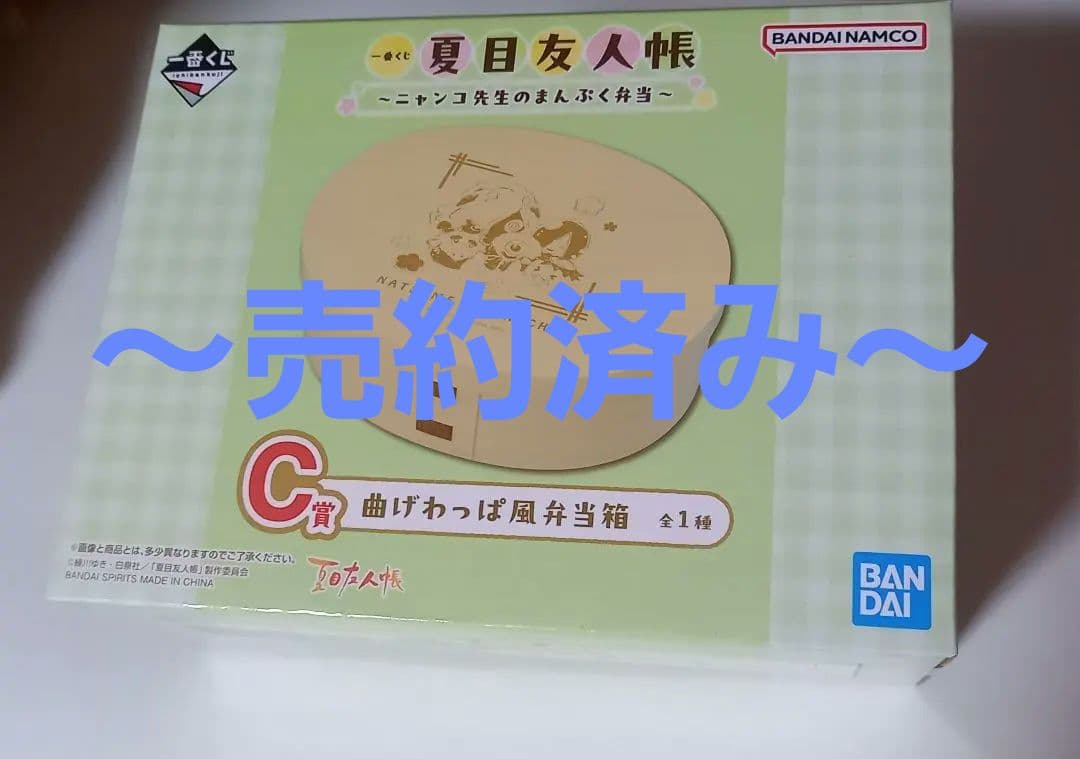 一番くじ
ichibankuji
一番くじ 夏目友人帳
～ニャンコ先生のまんぷく弁当～
BANDAI NAMCO
～売約済み～
C賞
曲げわっぱ風弁当箱 全1種
※画像と商品とは、多少異なりますのでご了承ください。
©緑川ゆき・白泉社／「夏目友人帳」製作委員会
BANDAI SPIRITS MADE IN CHINA
夏目友人帳
BAN
DAI